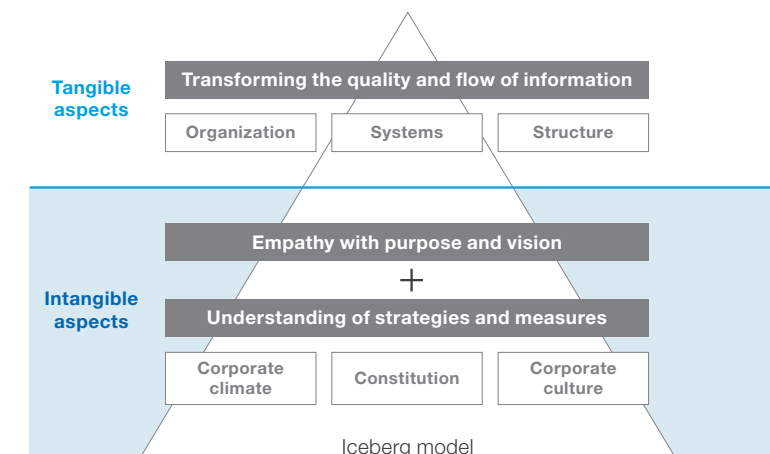 Tangible
aspects
Transforming the quality and flow of information
Organization
Systems
Structure
Intangible
aspects
Empathy with purpose and vision
+
Understanding of strategies and measures
Corporate
climate
Constitution
Corporate
culture
Iceberg model